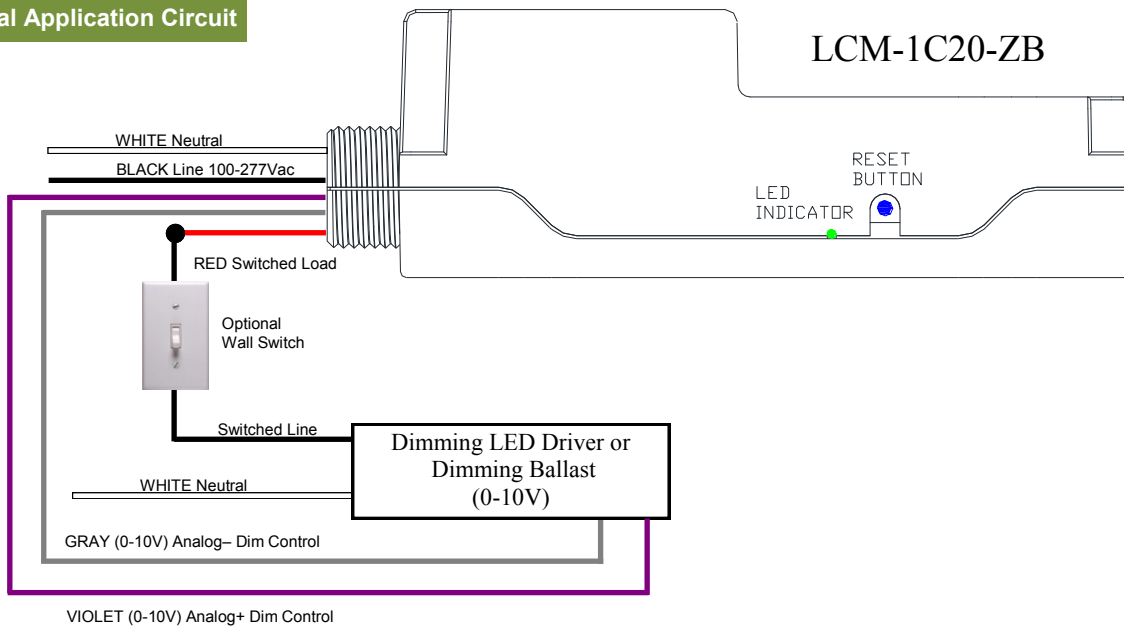 al Application Circuit
LCM-1C20-ZB
WHITE Neutral
BLACK Line 100-277Vac
RESET
BUTTON
LED
INDICATOR
RED Switched Load
Optional
Wall Switch
Switched Line
Dimming LED Driver or
Dimming Ballast
(0-10V)
WHITE Neutral
GRAY (0-10V) Analog– Dim Control
VIOLET (0-10V) Analog+ Dim Control